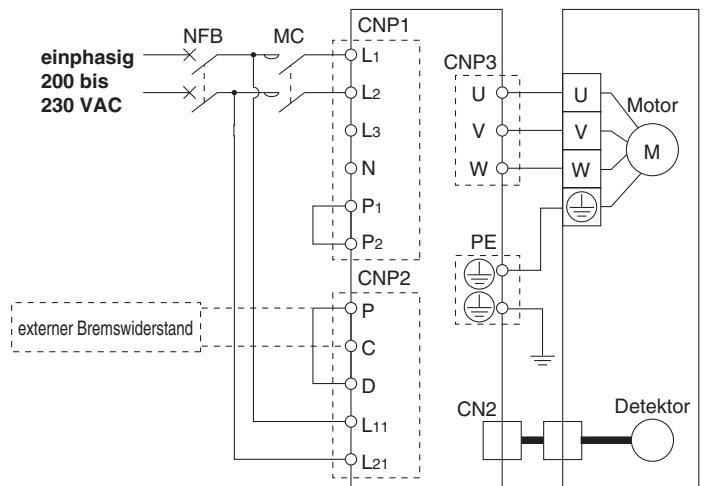 einphasig
200 bis
230 VAC
NFB
MC
CNP1
L1
L2
L3
N
P1
P2
CNP2
P
C
D
L11
L21
externer Bremswiderstand
CNP3
U
V
W
PE
CN2
U
V
W
Motor
M
Detektor